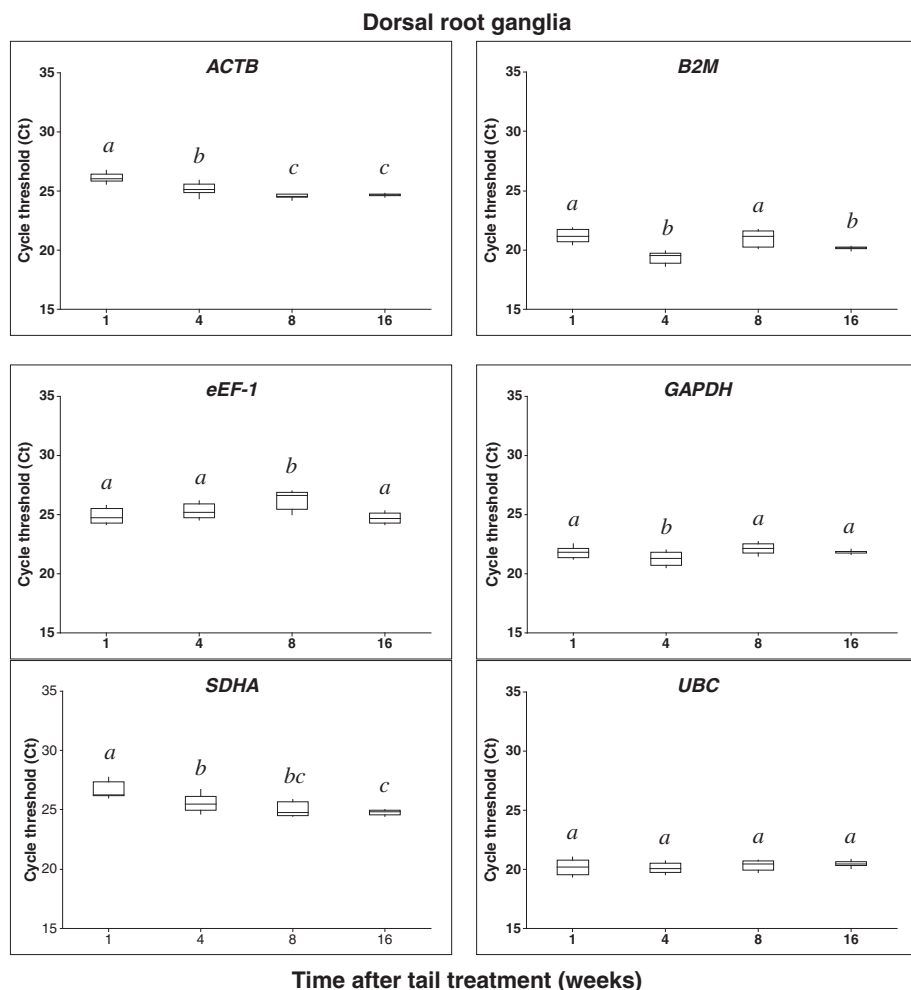 Dorsal root ganglia
ACTB
Cycle threshold (Ct)
35
30
25
20
15
a b c c
1 4 8 16
B2M
Cycle threshold (Ct)
35
30
25
20
15
a b a b
1 4 8 16
eEF-1
Cycle threshold (Ct)
35
30
25
20
15
a a b a
1 4 8 16
GAPDH
Cycle threshold (Ct)
35
30
25
20
15
a b a a
1 4 8 16
SDHA
Cycle threshold (Ct)
35
30
25
20
15
a b bc c
1 4 8 16
UBC
Cycle threshold (Ct)
35
30
25
20
15
a a a a
1 4 8 16
Time after tail treatment (weeks)